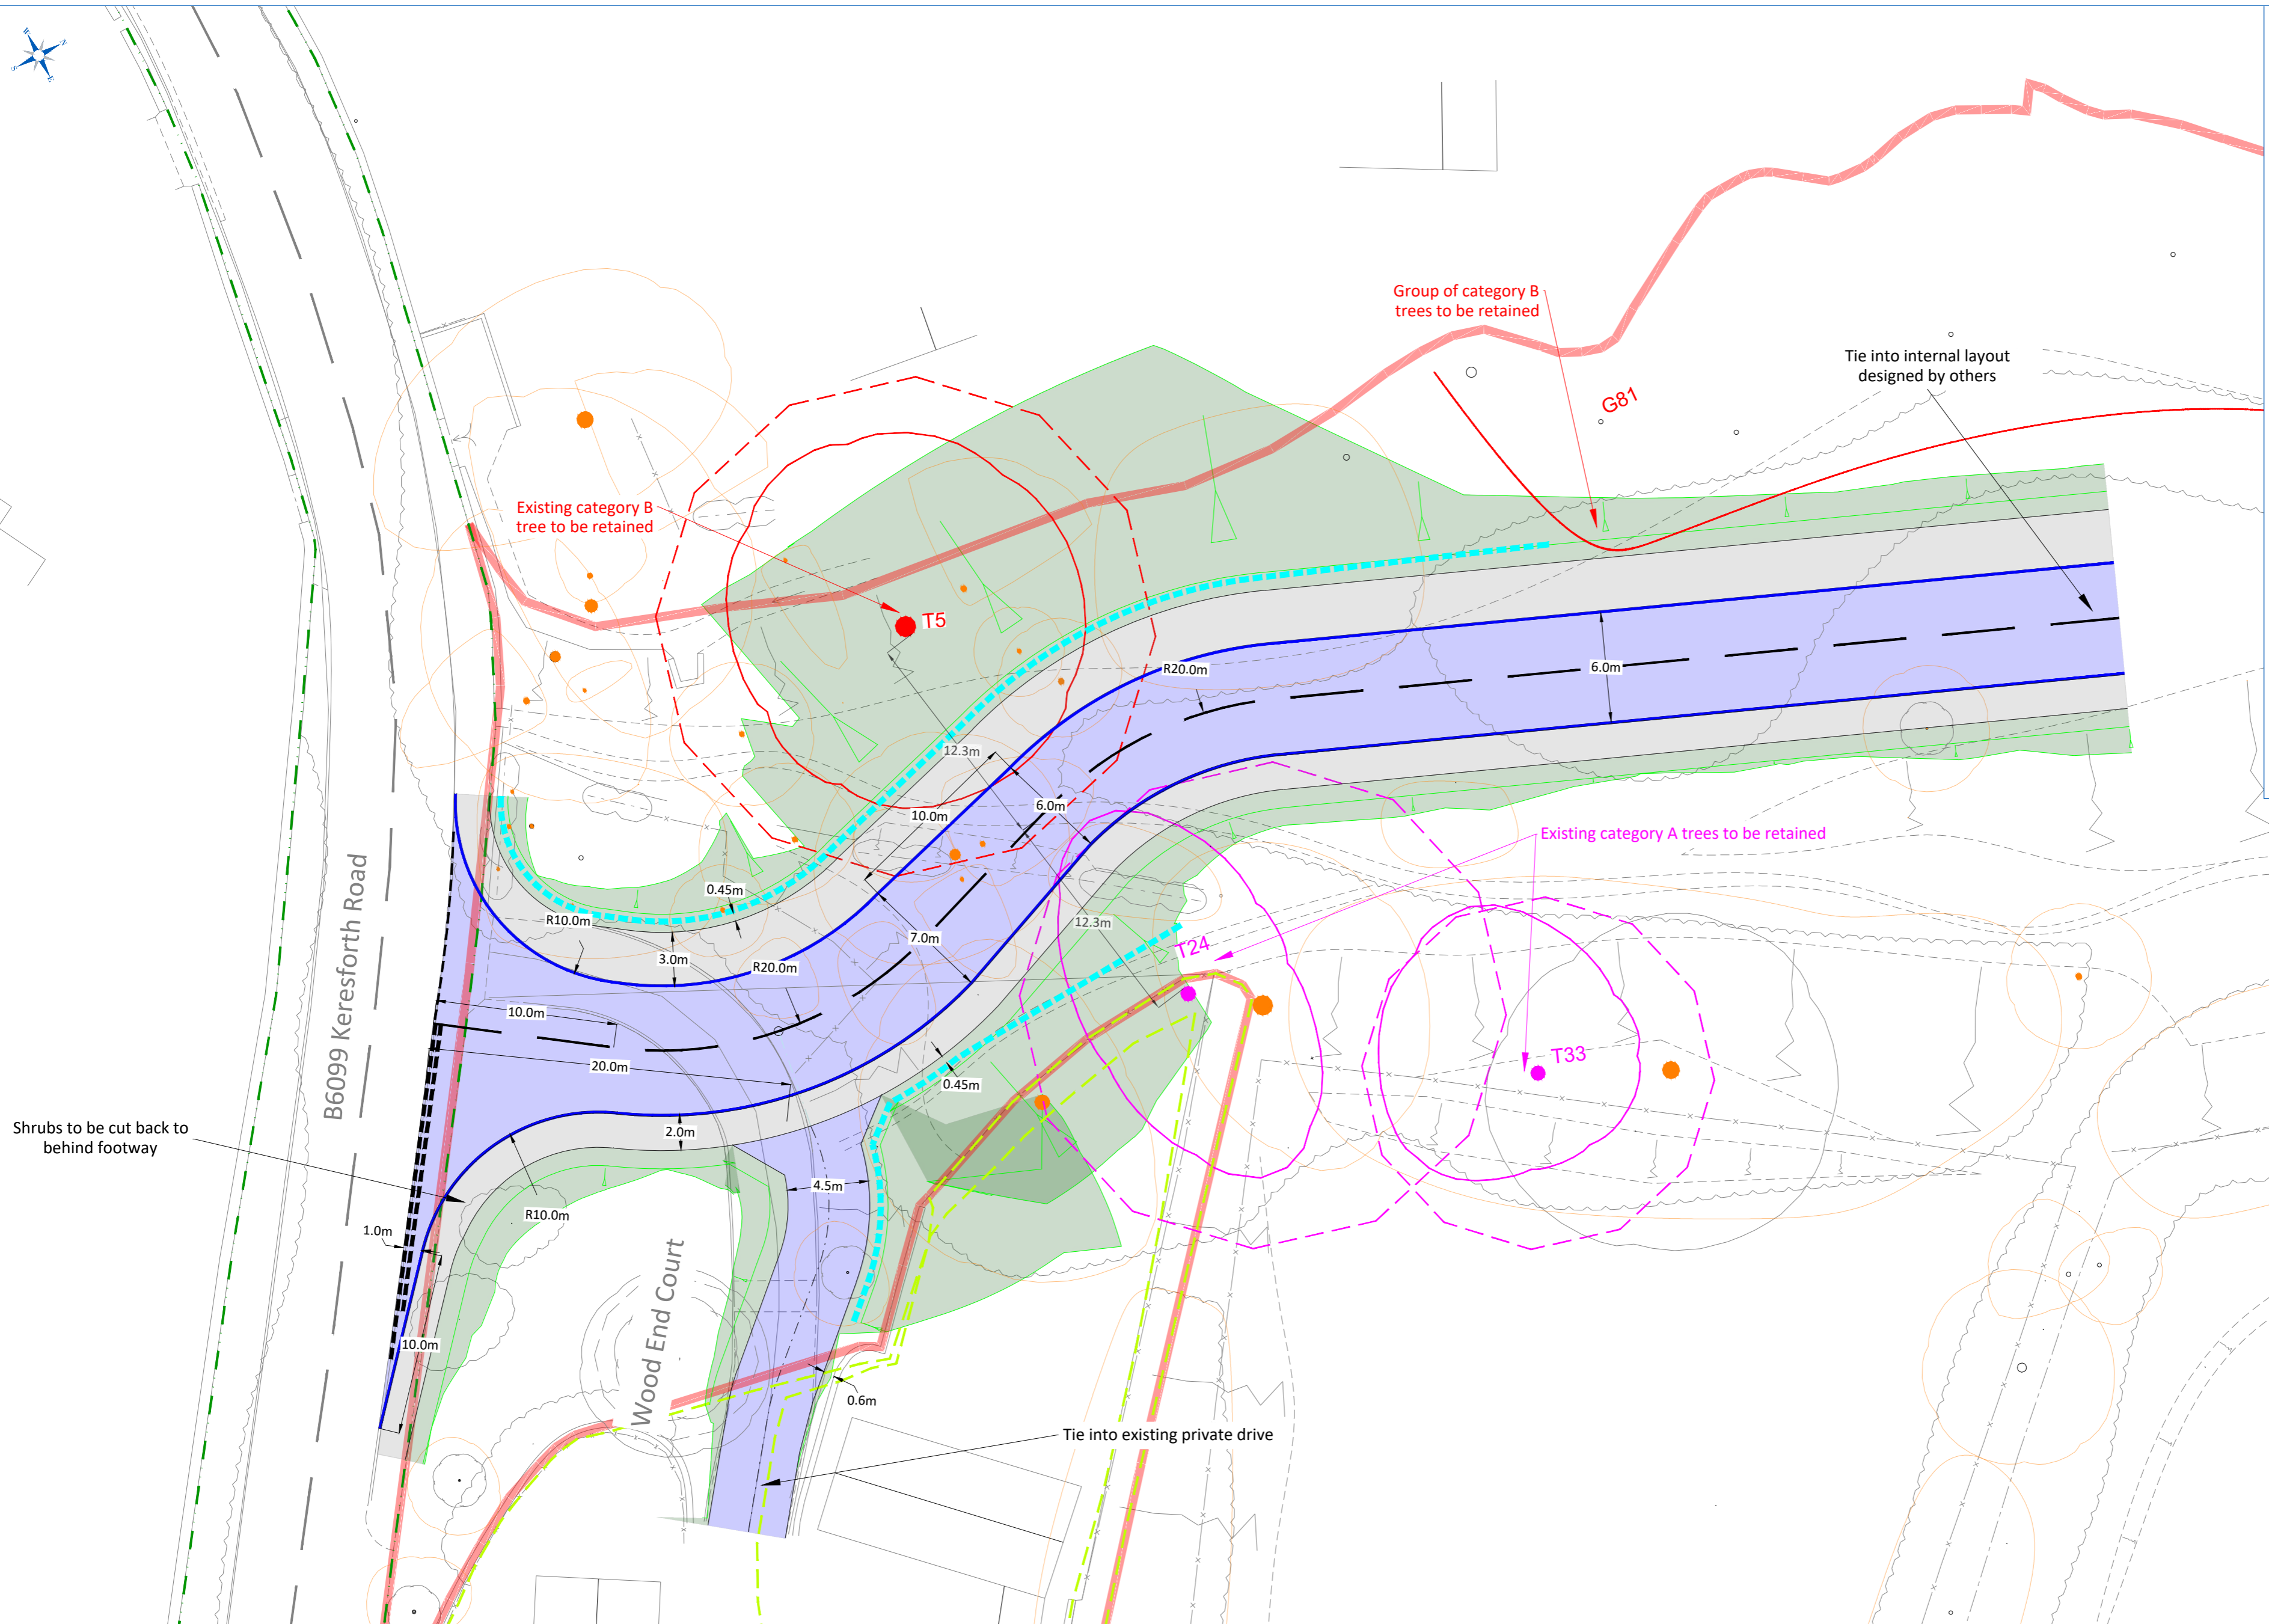 Group of category B
trees to be retained
Tie into internal layout
designed by others
G81
Existing category B
tree to be retained
T5
R20.0m
6.0m
12.3m
6.0m
10.0m
Existing category A trees to be retained
B6099 Keresforth Road
0.45m
R10.0m
3.0m
R20.0m
7.0m
12.3m
T24
10.0m
20.0m
T33
0.45m
Shrubs to be cut back to
behind footway
2.0m
4.5m
R10.0m
1.0m
Wood End Court
10.0m
0.6m
Tie into existing private drive